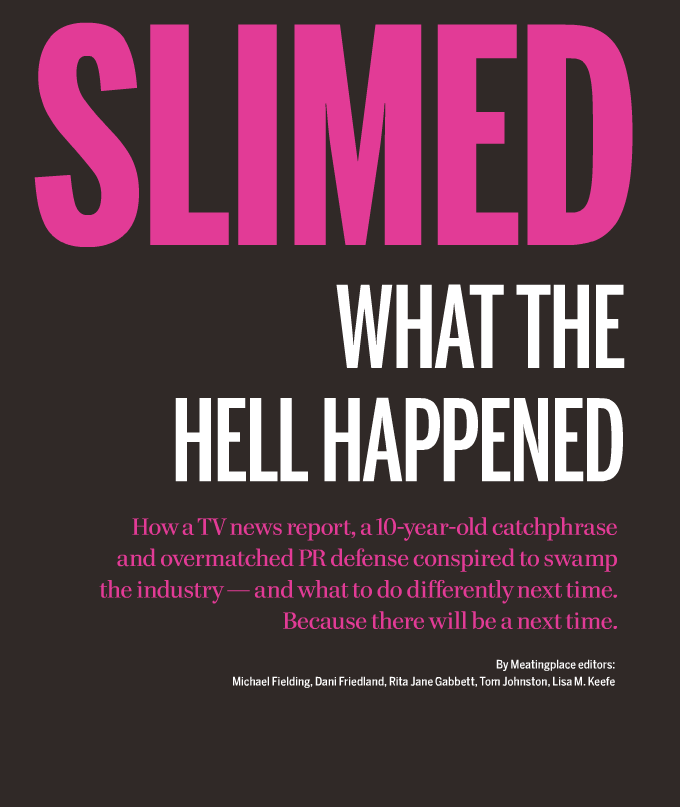 SLIMED
WHAT THE
HELL HAPPENED
How a TV news report, a 10-year-old catchphrase
and overmatched PR defense conspired to swamp
the industry — and what to do differently next time.
Because there will be a next time.
By Meatingplace editors:
Michael Fielding, Dani Friedland, Rita Jane Gabbett, Tom Johnston, Lisa M. Keefe